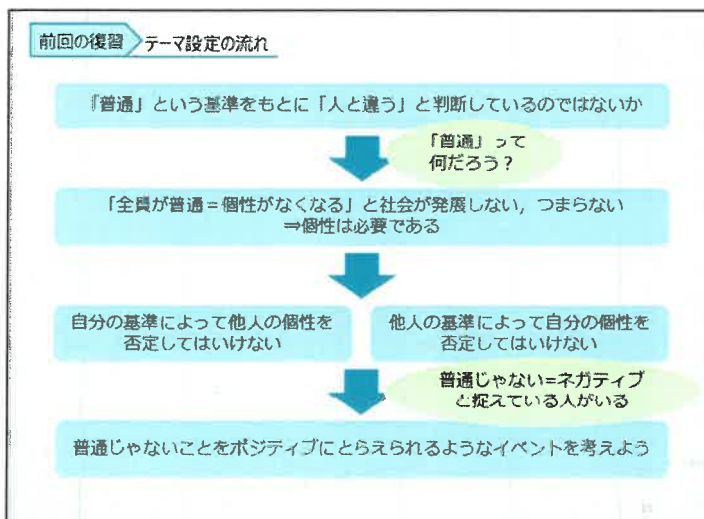 前回の復習
テーマ設定の流れ
「普通」という基準をもとに「人と違う」と判断しているのではないか
「普通」って
何だろう？
「全員が普通＝個性がなくなる」と社会が発展しない，つまらない
⇒個性は必要である
自分の基準によって他人の個性を
否定してはいけない
他人の基準によって自分の個性を
否定してはいけない
普通じゃない=ネガティブ
と捉えている人がいる
普通じゃないことをポジティブにとらえられるようなイベントを考えよう